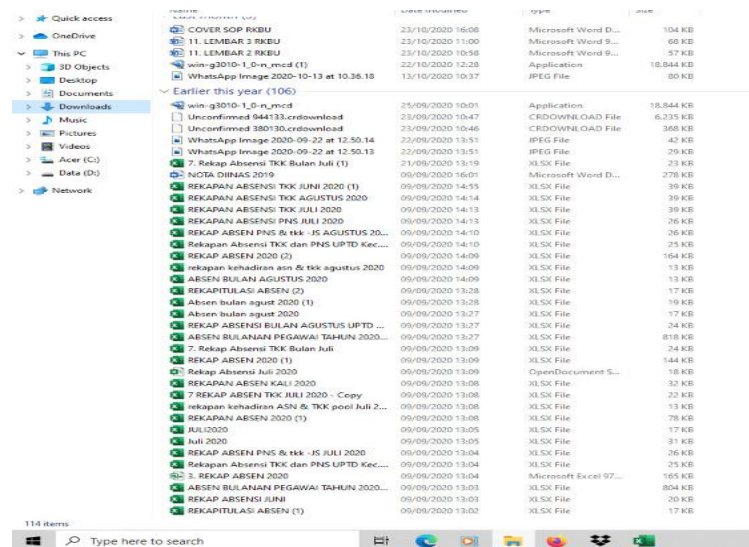 Quick access
OneDrive
This PC
3D Objects
Desktop
Documents
Downloads
Music
Pictures
Videos
Acer (C:)
Data (D:)
Network
Name Date modified Type Size
Last month (5)
COVER SOP RKBU 23/10/2020 16:08 Microsoft Word D... 104 KB
11. LEMBAR 3 RKBU 23/10/2020 11:00 Microsoft Word 9... 68 KB
11. LEMBAR 2 RKBU 23/10/2020 10:58 Microsoft Word 9... 57 KB
win-g3010-1_0-n_mcd (1) 22/10/2020 12:28 Application 18.844 KB
WhatsApp Image 2020-10-13 at 10.36.18 13/10/2020 10:37 JPEG File 80 KB
Earlier this year (106)
win-g3010-1_0-n_mcd 25/09/2020 10:01 Application 18.844 KB
Unconfirmed 944133.crdownload 23/09/2020 10:47 CRDOWNLOAD File 6.235 KB
Unconfirmed 380130.crdownload 23/09/2020 10:46 CRDOWNLOAD File 368 KB
WhatsApp Image 2020-09-22 at 12.50.14 22/09/2020 13:51 JPEG File 42 KB
WhatsApp Image 2020-09-22 at 12.50.13 22/09/2020 13:51 JPEG File 29 KB
7. Rekap Absensi TKK Bulan Juli (1) 21/09/2020 13:19 XLSX File 23 KB
NOTA DIINAS 2019 09/09/2020 16:01 Microsoft Word D... 278 KB
REKAPAN ABSENSI TKK JUNI 2020 (1) 09/09/2020 14:55 XLSX File 39 KB
REKAPAN ABSENSI TKK AGUSTUS 2020 09/09/2020 14:14 XLSX File 39 KB
REKAPAN ABSENSI TKK JULI 2020 09/09/2020 14:13 XLSX File 39 KB
REKAPAN ABSENSI PNS JULI 2020 09/09/2020 14:13 XLSX File 26 KB
REKAP ABSEN PNS & tkk -JS AGUSTUS 20... 09/09/2020 14:10 XLSX File 26 KB
Rekapan Absensi TKK dan PNS UPTD Kec.... 09/09/2020 14:10 XLSX File 25 KB
REKAP ABSEN 2020 (2) 09/09/2020 14:09 XLSX File 164 KB
rekapan kehadiran asn & tkk agustus 2020 09/09/2020 14:09 XLSX File 13 KB
ABSEN BULAN AGUSTUS 2020 09/09/2020 14:09 XLSX File 13 KB
REKAPITULASI ABSEN (2) 09/09/2020 13:28 XLSX File 17 KB
Absen bulan agust 2020 (1) 09/09/2020 13:28 XLSX File 19 KB
Absen bulan agust 2020 09/09/2020 13:27 XLSX File 17 KB
REKAP ABSENSI BULAN AGUSTUS UPTD ... 09/09/2020 13:27 XLSX File 24 KB
ABSEN BULANAN PEGAWAI TAHUN 2020... 09/09/2020 13:27 XLSX File 818 KB
7. Rekap Absensi TKK Bulan Juli 09/09/2020 13:09 XLSX File 24 KB
REKAP ABSEN 2020 (1) 09/09/2020 13:09 XLSX File 144 KB
Rekap Absensi Juli 2020 09/09/2020 13:09 OpenDocument S... 18 KB
REKAPAN ABSEN KALI 2020 09/09/2020 13:08 XLSX File 32 KB
7 REKAP ABSEN TKK JULI 2020 - Copy 09/09/2020 13:08 XLSX File 22 KB
rekapan kehadiran ASN & TKK pool Juli 2... 09/09/2020 13:08 XLSX File 13 KB
REKAPAN ABSEN 2020 (1) 09/09/2020 13:08 XLSX File 78 KB
JULI2020 09/09/2020 13:05 XLSX File 17 KB
Juli 2020 09/09/2020 13:05 XLSX File 31 KB
REKAP ABSEN PNS & tkk -JS JULI 2020 09/09/2020 13:04 XLSX File 26 KB
Rekapan Absensi TKK dan PNS UPTD Kec.... 09/09/2020 13:04 XLSX File 25 KB
3. REKAP ABSEN 2020 09/09/2020 13:04 Microsoft Excel 97... 165 KB
ABSEN BULANAN PEGAWAI TAHUN 2020... 09/09/2020 13:03 XLSX File 804 KB
REKAP ABSENSI JUNI 09/09/2020 13:03 XLSX File 20 KB
REKAPITULASI ABSEN (1) 09/09/2020 13:02 XLSX File 17 KB
114 items
Type here to search